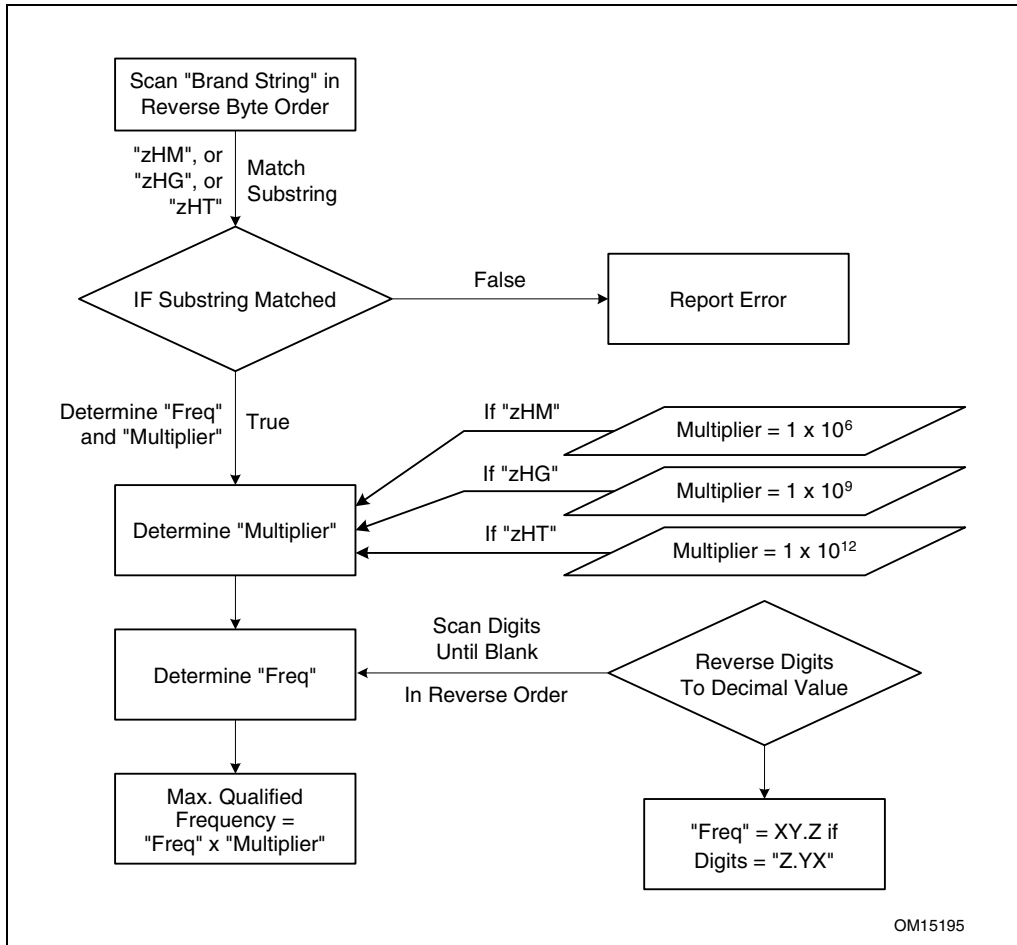 Scan "Brand String" in
Reverse Byte Order
"zHM", or
"zHG", or
"zHT"
Match
Substring
IF Substring Matched
False
Report Error
Determine "Freq"
and "Multiplier"
True
If "zHM"
Multiplier = 1 x 10⁶
If "zHG"
Multiplier = 1 x 10⁹
Determine "Multiplier"
If "zHT"
Multiplier = 1 x 10¹²
Scan Digits
Until Blank
In Reverse Order
Determine "Freq"
Reverse Digits
To Decimal Value
Max. Qualified
Frequency =
"Freq" x "Multiplier"
"Freq" = XY.Z if
Digits = "Z.YX"
OM15195